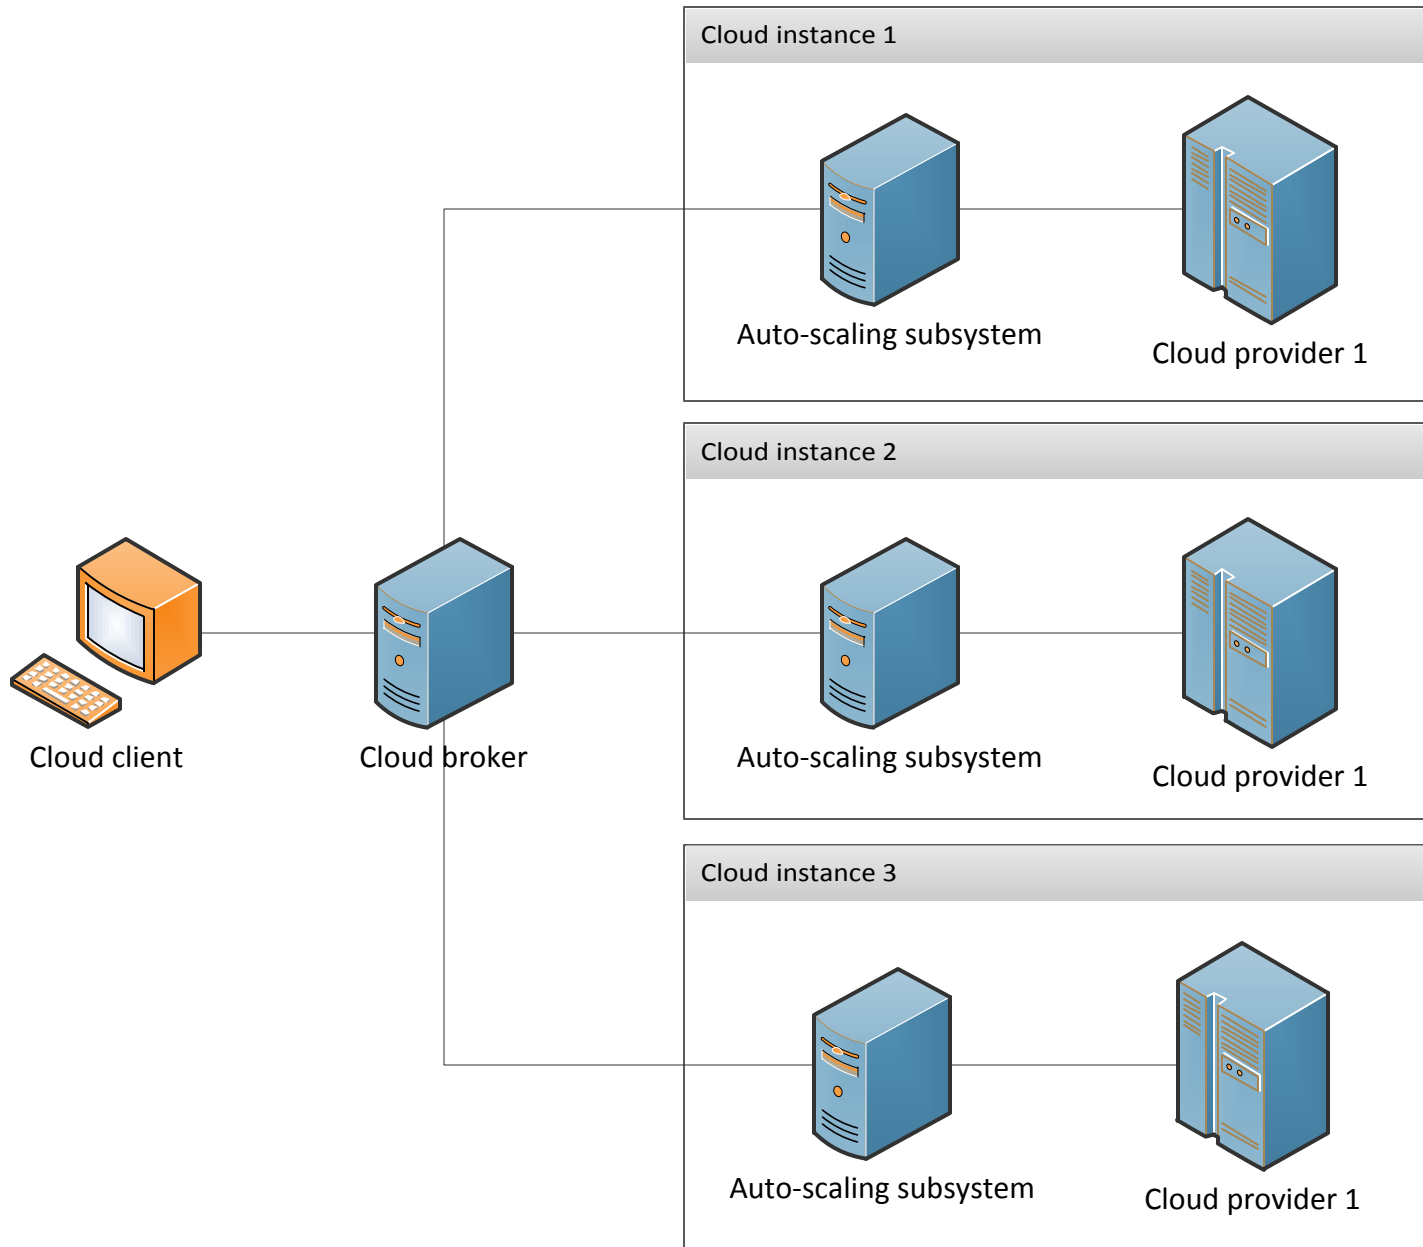 Cloud instance 1
Auto-scaling subsystem
Cloud provider 1
Cloud instance 2
Cloud client
Cloud broker
Auto-scaling subsystem
Cloud provider 1
Cloud instance 3
Auto-scaling subsystem
Cloud provider 1